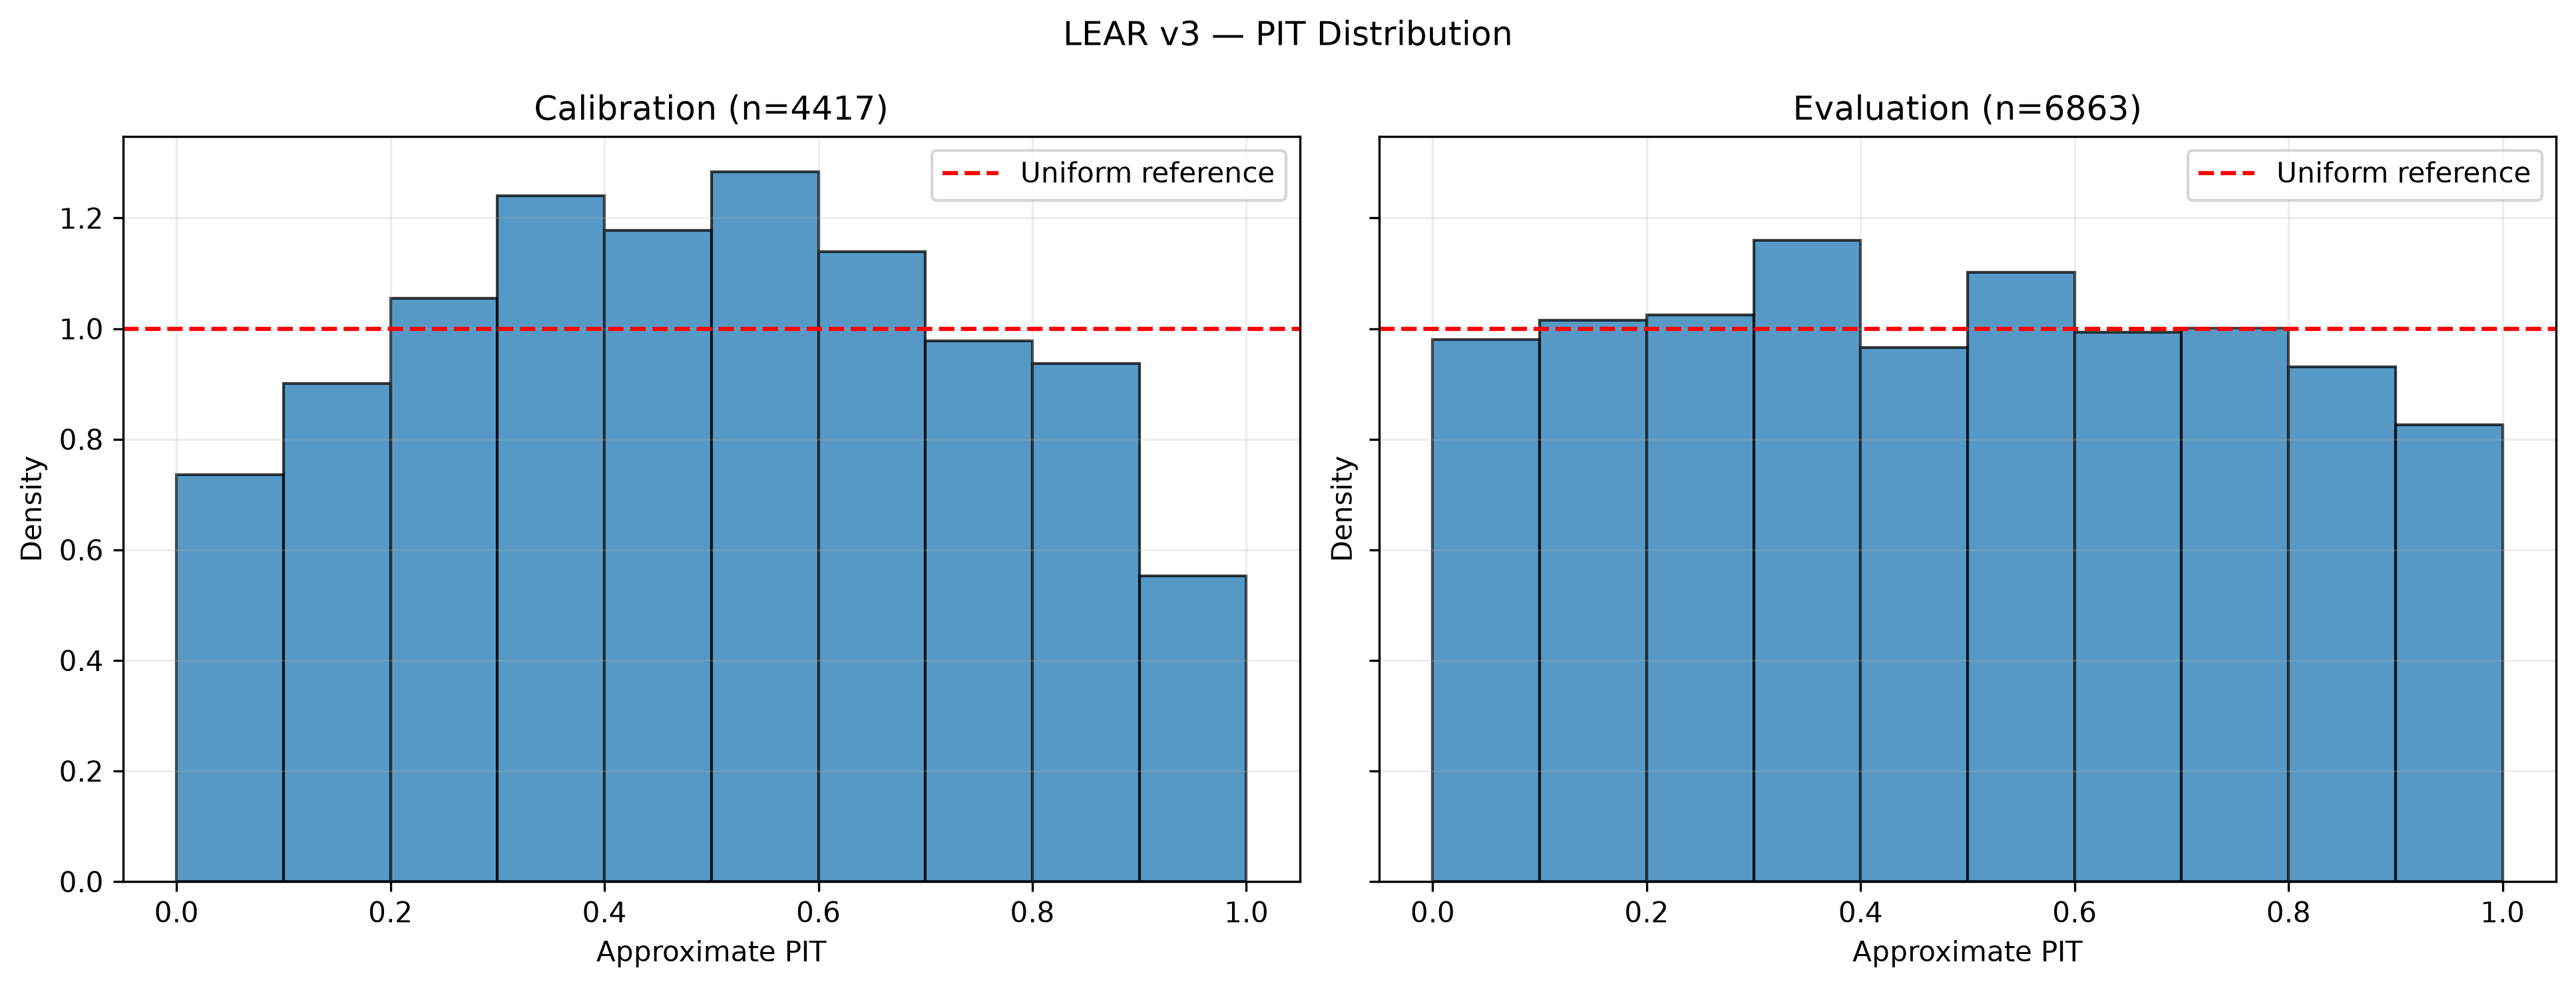 LEAR v3 — PIT Distribution
Calibration (n=4417)
Uniform reference
1.2
1.0
0.8
0.6
0.4
0.2
0.0
Density
0.0 0.2 0.4 0.6 0.8 1.0
Approximate PIT
Evaluation (n=6863)
Uniform reference
Density
0.0 0.2 0.4 0.6 0.8 1.0
Approximate PIT